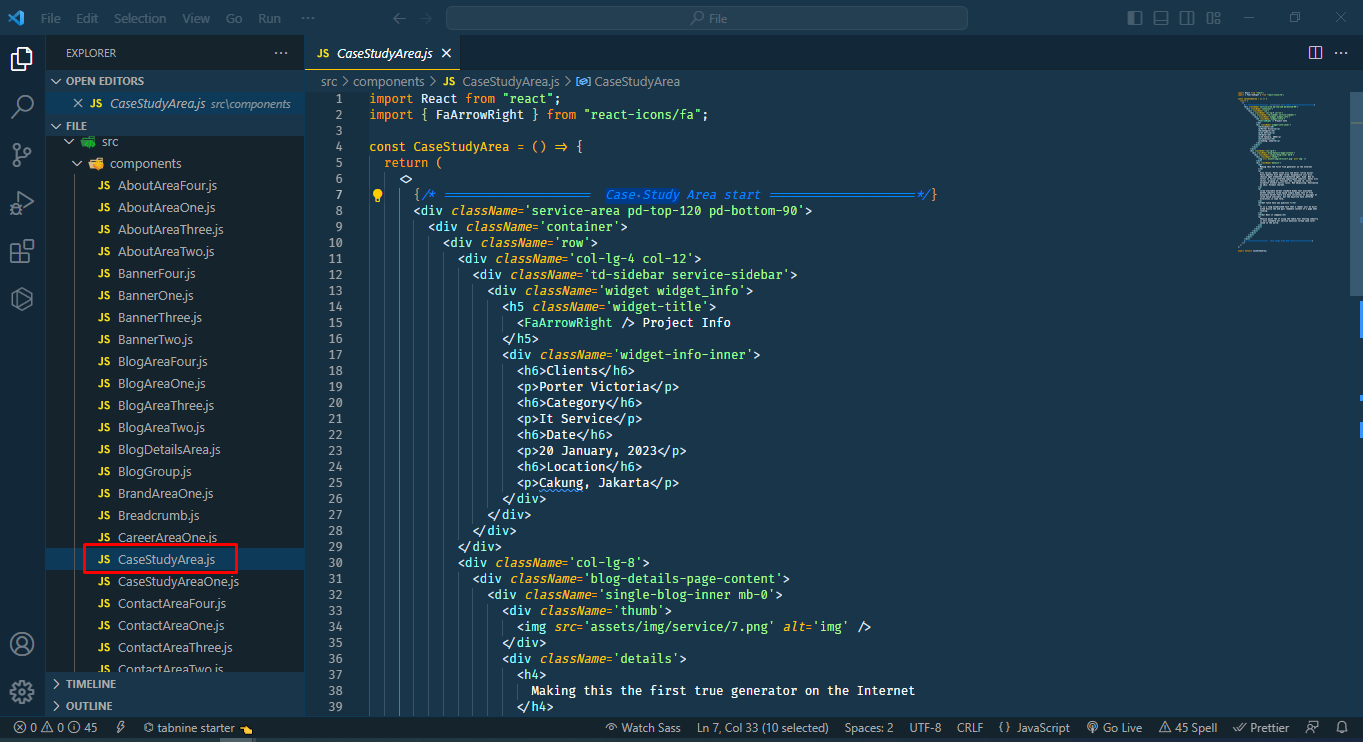 File Edit Selection View Go Run ··· File
EXPLORER ···
OPEN EDITORS
JS CaseStudyArea.js src\components
FILE
src
components
JS AboutAreaFour.js
JS AboutAreaOne.js
JS AboutAreaThree.js
JS AboutAreaTwo.js
JS BannerFour.js
JS BannerOne.js
JS BannerThree.js
JS BannerTwo.js
JS BlogAreaFour.js
JS BlogAreaOne.js
JS BlogAreaThree.js
JS BlogAreaTwo.js
JS BlogDetailsArea.js
JS BlogGroup.js
JS BrandAreaOne.js
JS Breadcrumb.js
JS CareerAreaOne.js
JS CaseStudyArea.js
JS CaseStudyAreaOne.js
JS ContactAreaFour.js
JS ContactAreaOne.js
JS ContactAreaThree.js
JS ContactAreaTwo.js
TIMELINE
OUTLINE
JS CaseStudyArea.js
src > components > JS CaseStudyArea.js > CaseStudyArea
1 import React from "react";
2 import { FaArrowRight } from "react-icons/fa";
3
4 const CaseStudyArea = () => {
5 return (
6 <>
7 {/* =================== Case·Study Area start ===================*/}
8 <div className='service-area pd-top-120 pd-bottom-90'>
9 <div className='container'>
10 <div className='row'>
11 <div className='col-lg-4 col-12'>
12 <div className='td-sidebar service-sidebar'>
13 <div className='widget widget_info'>
14 <h5 className='widget-title'>
15 <FaArrowRight /> Project Info
16 </h5>
17 <div className='widget-info-inner'>
18 <h6>Clients</h6>
19 <p>Porter Victoria</p>
20 <h6>Category</h6>
21 <p>It Service</p>
22 <h6>Date</h6>
23 <p>20 January, 2023</p>
24 <h6>Location</h6>
25 <p>Cakung, Jakarta</p>
26 </div>
27 </div>
28 </div>
29 </div>
30 <div className='col-lg-8'>
31 <div className='blog-details-page-content'>
32 <div className='single-blog-inner mb-0'>
33 <div className='thumb'>
34 <img src='assets/img/service/7.png' alt='img' />
35 </div>
36 <div className='details'>
37 <h4>
38 Making this the first true generator on the Internet
39 </h4>
0 0 45 tabnine starter Watch Sass Ln 7, Col 33 (10 selected) Spaces: 2 UTF-8 CRLF {} JavaScript Go Live 45 Spell Prettier